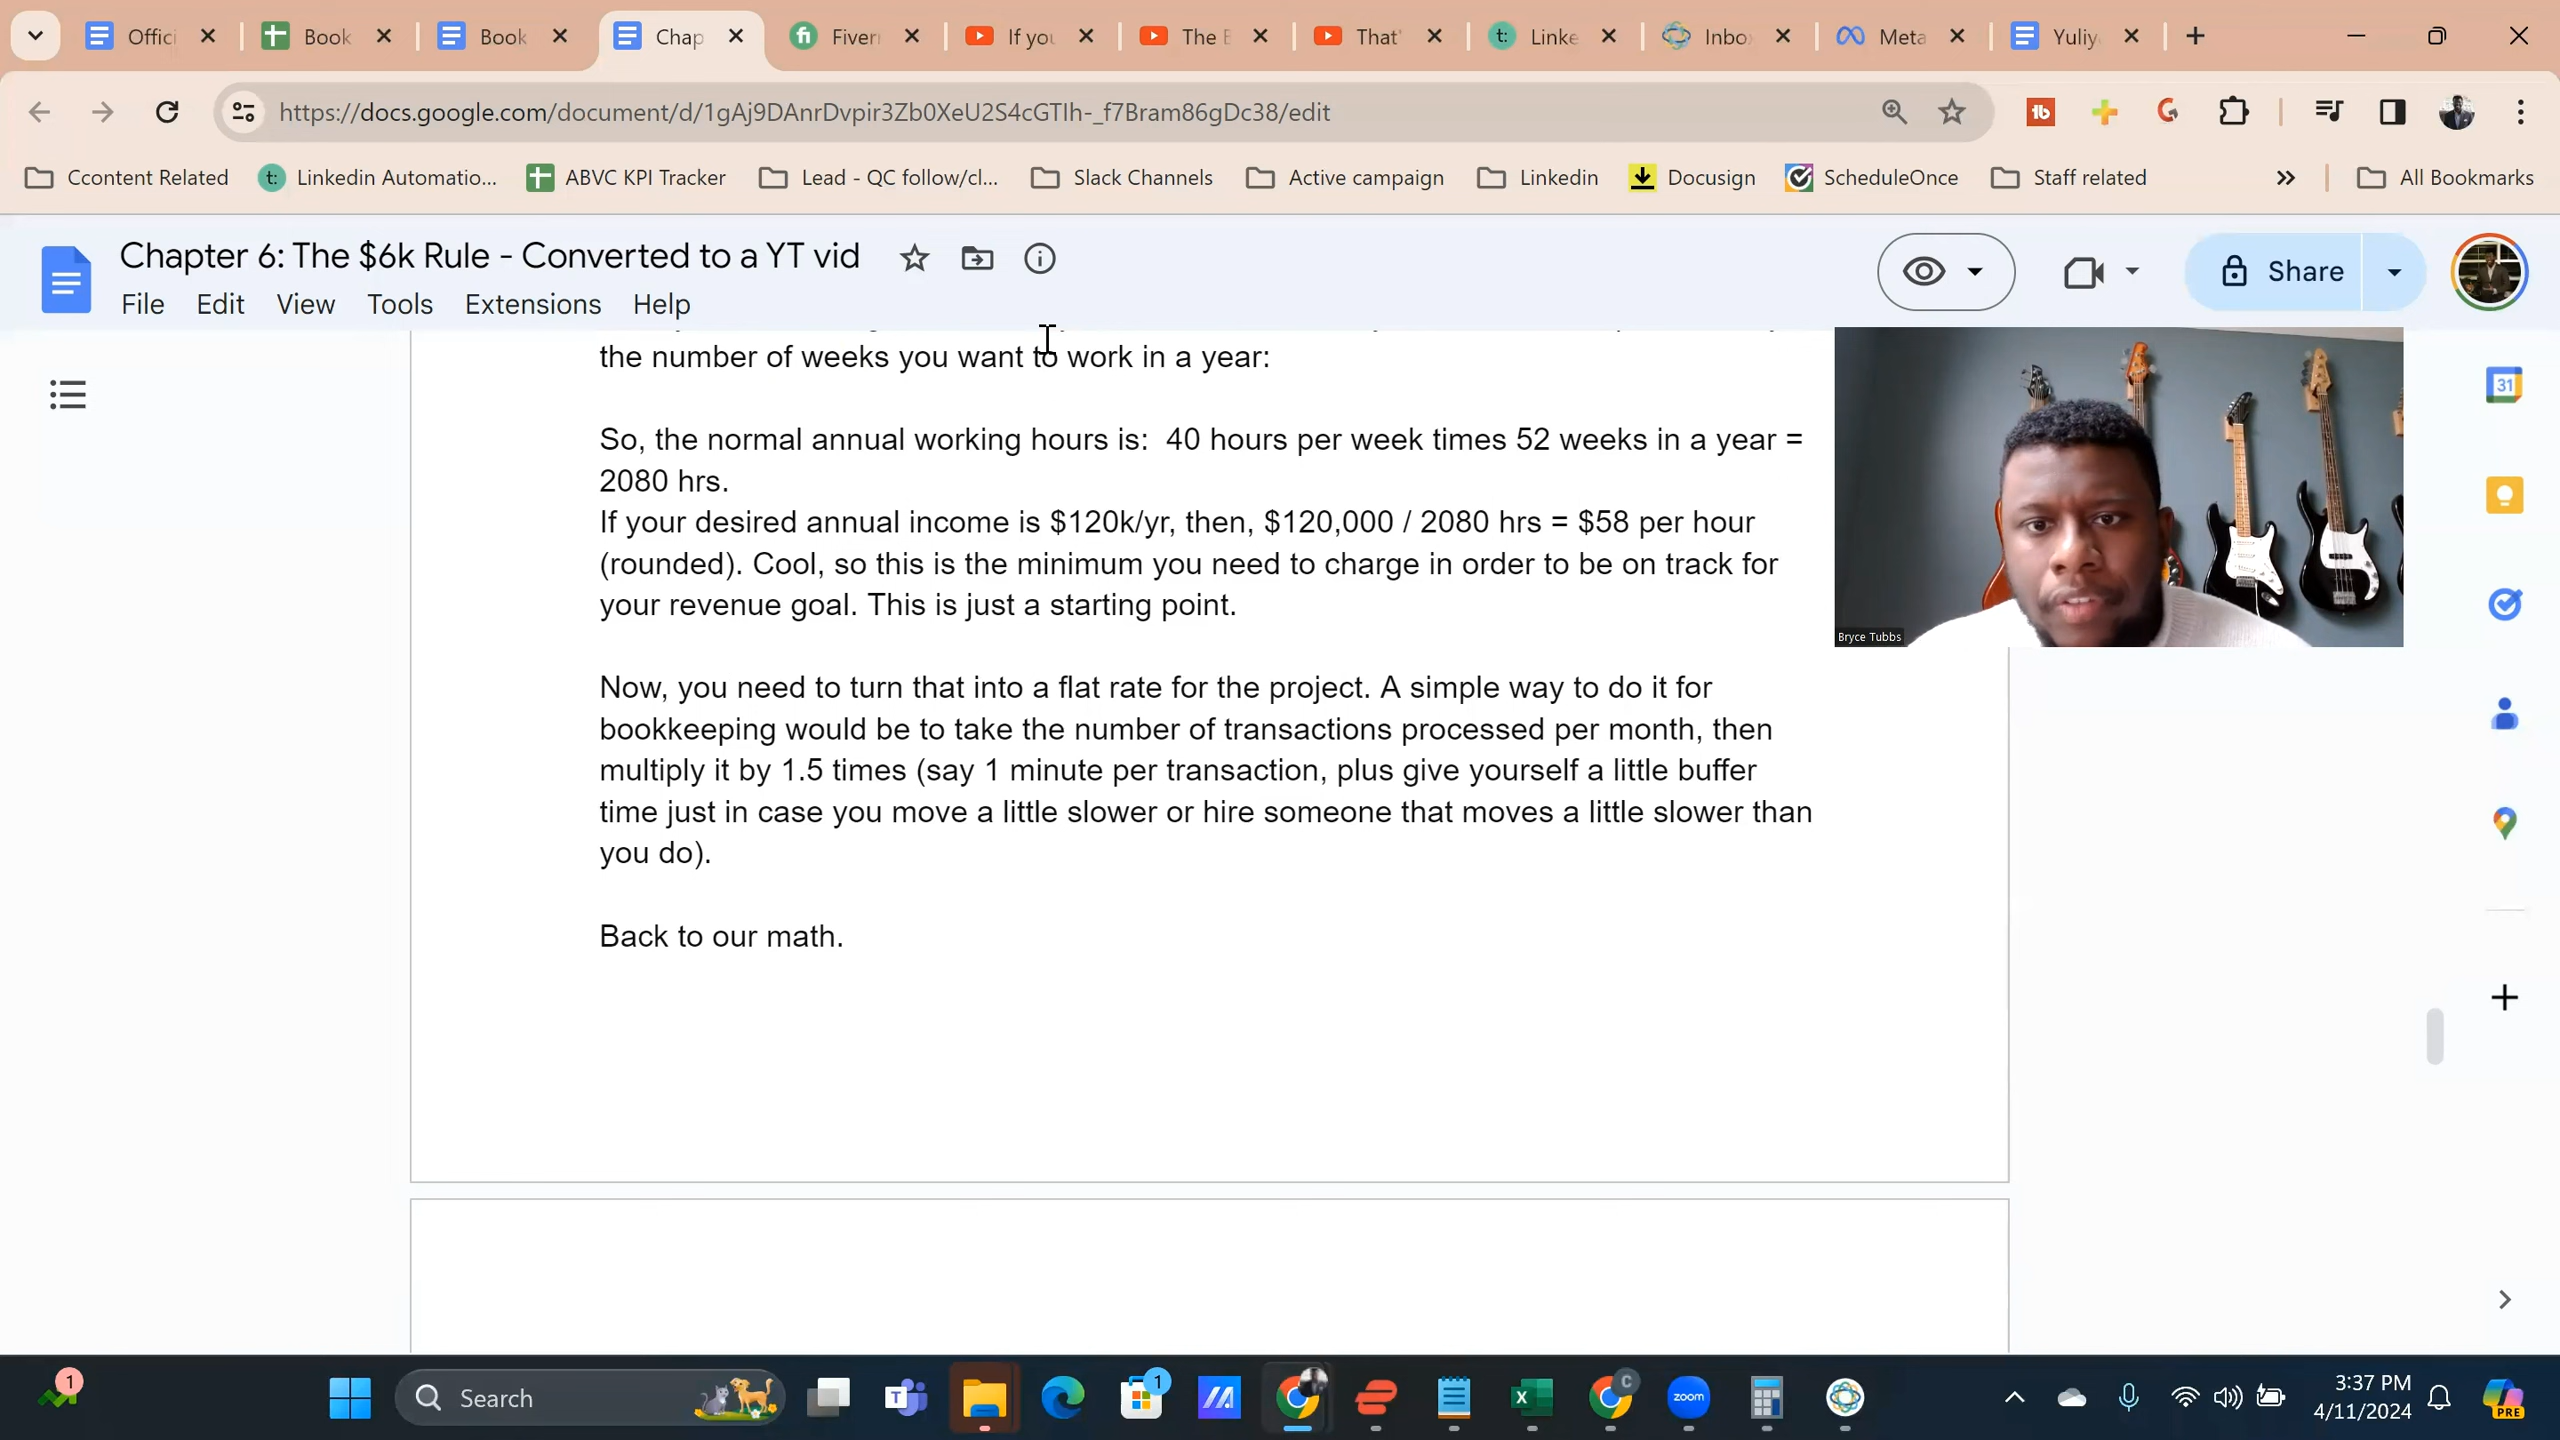 Offici
Book
Book
Chap
Fiverr
If you
The B
That'
Linke
Inbo
Meta
Yuliy
https://docs.google.com/document/d/1gAj9DAnrDvpir3Zb0XeU2S4cGTIh-_f7Bram86gDc38/edit
Ccontent Related
Linkedin Automatio...
ABVC KPI Tracker
Lead - QC follow/cl...
Slack Channels
Active campaign
Linkedin
Docusign
ScheduleOnce
Staff related
All Bookmarks
Chapter 6: The $6k Rule - Converted to a YT vid
File Edit View Tools Extensions Help
Share
the number of weeks you want to work in a year:
So, the normal annual working hours is:  40 hours per week times 52 weeks in a year =
2080 hrs.
If your desired annual income is $120k/yr, then, $120,000 / 2080 hrs = $58 per hour
(rounded). Cool, so this is the minimum you need to charge in order to be on track for
your revenue goal. This is just a starting point.
Now, you need to turn that into a flat rate for the project. A simple way to do it for
bookkeeping would be to take the number of transactions processed per month, then
multiply it by 1.5 times (say 1 minute per transaction, plus give yourself a little buffer
time just in case you move a little slower or hire someone that moves a little slower than
you do).
Back to our math.
Bryce Tubbs
31
1
Search
1
C
zoom
3:37 PM
4/11/2024
PRE